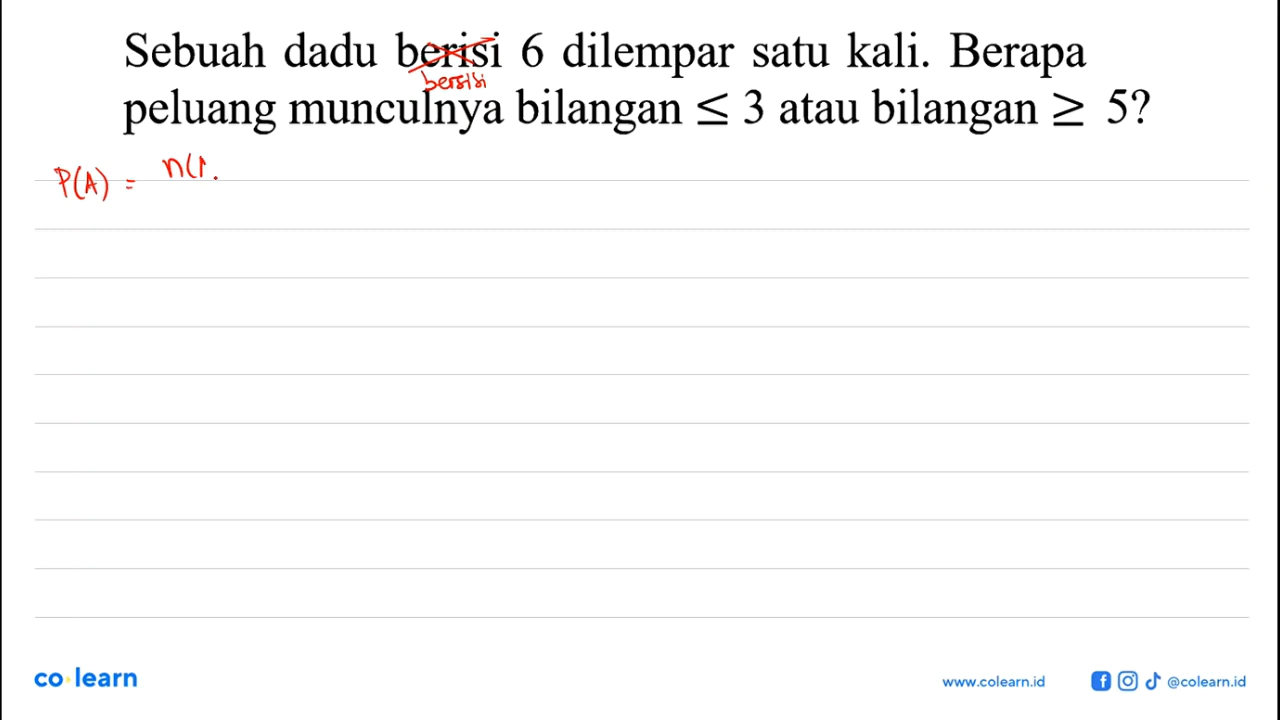 Sebuah dadu berisi 6 dilempar satu kali. Berapa
bersisi
peluang munculnya bilangan ≤ 3 atau bilangan ≥ 5?
P(A) = n(
co learn
www.colearn.id @colearn.id